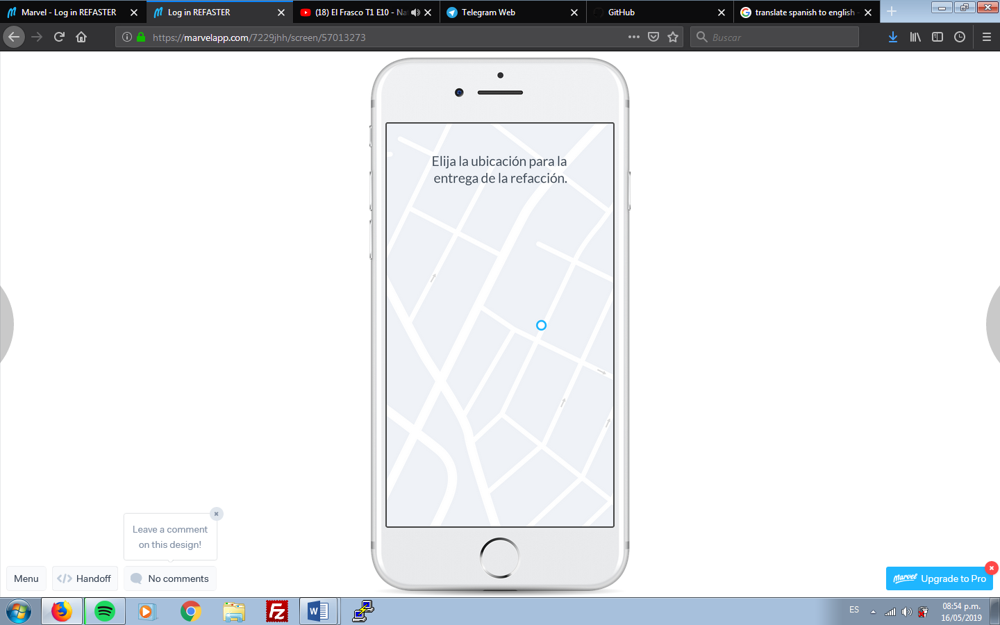 Marvel - Log in REFASTER
Log in REFASTER
(18) El Frasco T1 E10 - Na
Telegram Web
GitHub
translate spanish to english -
https://marvelapp.com/7229jhh/screen/57013273
Buscar
Elija la ubicación para la
entrega de la refacción.
Leave a comment
on this design!
Menu
</> Handoff
No comments
Marvel Upgrade to Pro
ES
08:54 p.m.
16/05/2019